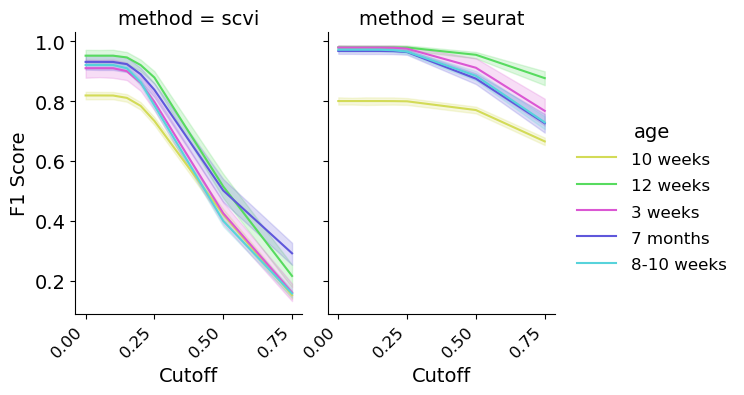 method = scvi
method = seurat
F1 Score
1.0
0.8
0.6
0.4
0.2
0.00
0.25
0.50
0.75
Cutoff
0.00
0.25
0.50
0.75
Cutoff
age
10 weeks
12 weeks
3 weeks
7 months
8-10 weeks